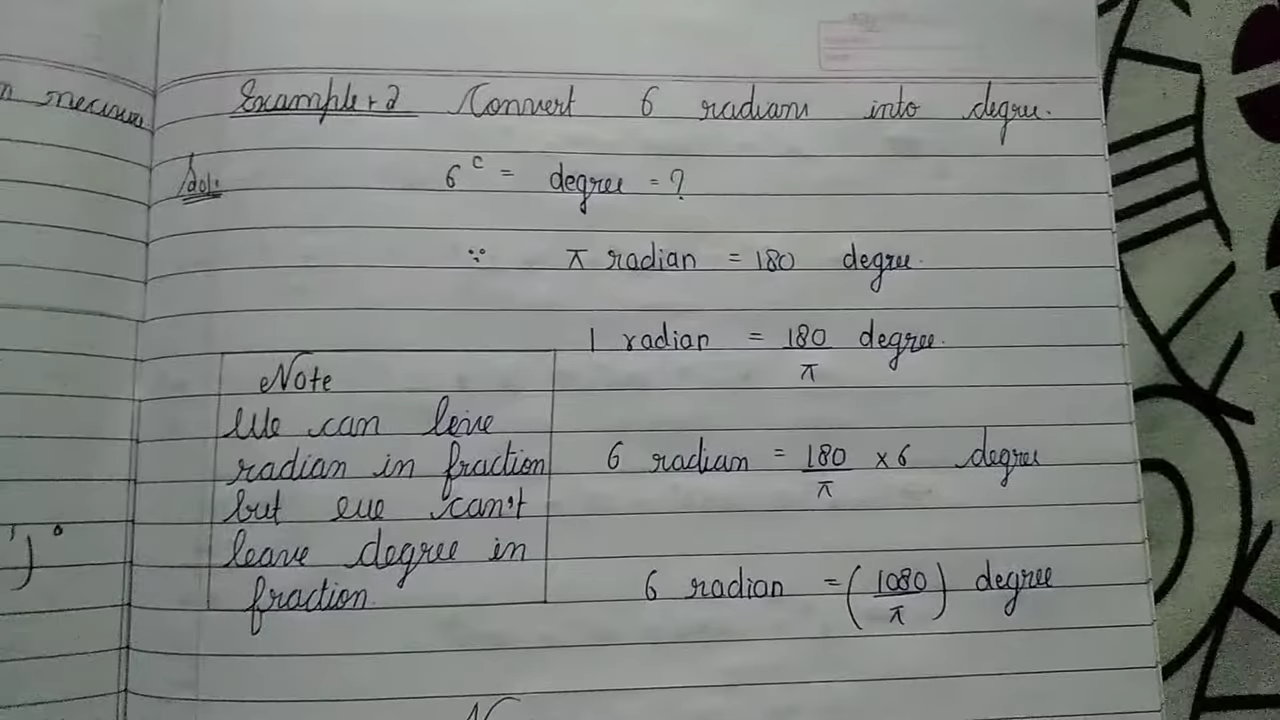 Example:2 Convert 6 radians into degree.
Sol:
6ᶜ = degree = ?
∵ π radian = 180 degree.
1 radian = 180/π degree.
Note
We can leave
radian in fraction
but we can't
leave degree in
fraction.
6 radian = 180/π × 6 degree
6 radian = (1080/π) degree
)°